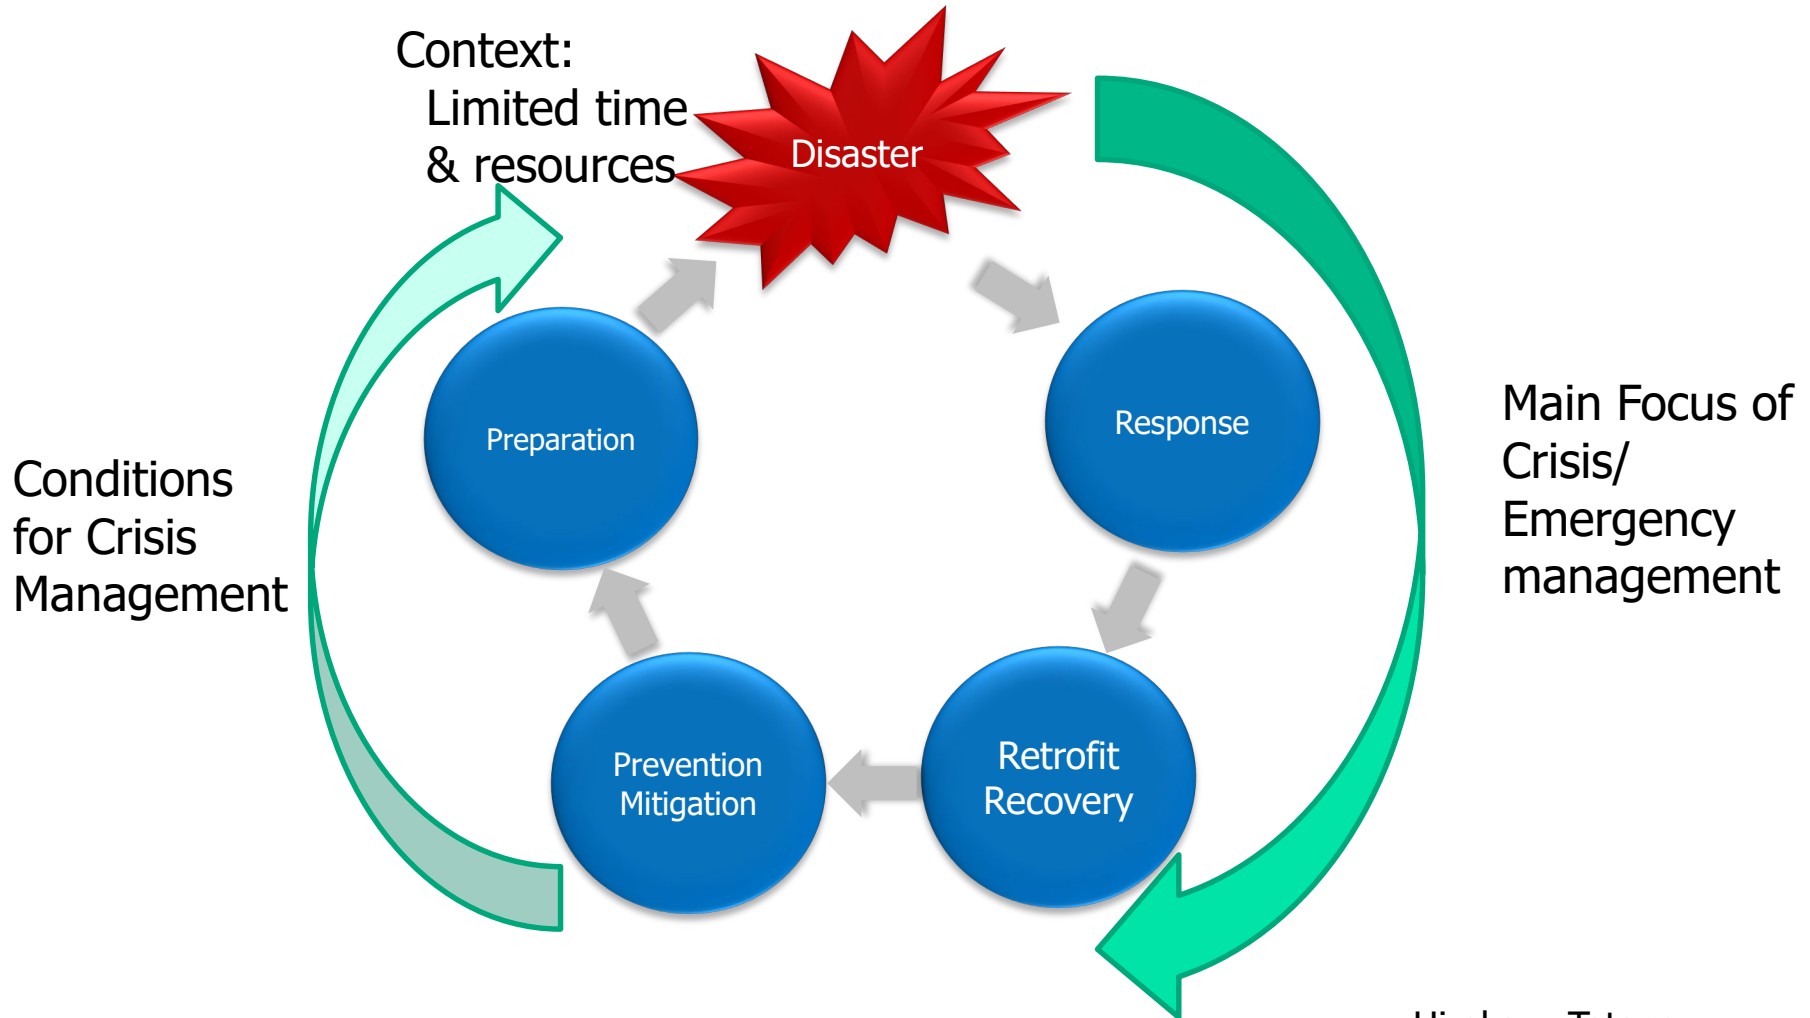 Context:
Limited time
& resources
Disaster
Preparation
Response
Conditions
for Crisis
Management
Main Focus of
Crisis/
Emergency
management
Prevention
Mitigation
Retrofit
Recovery